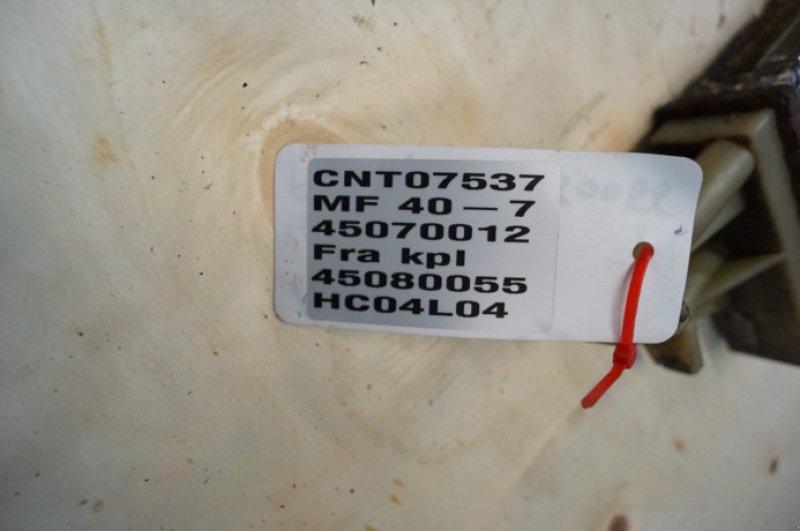 CNT07537
MF 40 — 7
45070012
Fra kpl
45080055
HC04L04